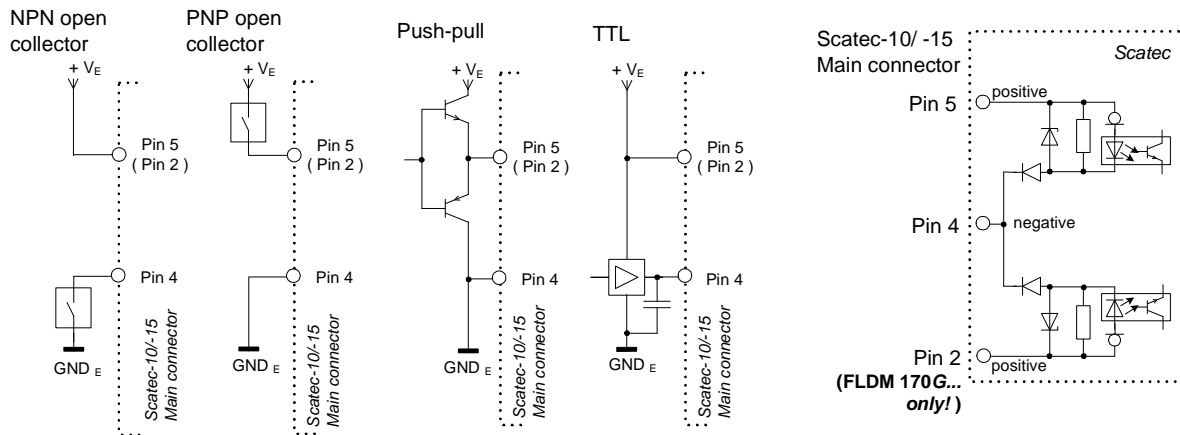 NPN open
collector
+ VE
Pin 5
( Pin 2 )
Pin 4
GND E
Scatec-10/-15
Main connector
PNP open
collector
+ VE
Pin 5
( Pin 2 )
Pin 4
GND E
Scatec-10/-15
Main connector
Push-pull
+ VE
Pin 5
( Pin 2 )
Pin 4
GND E
Scatec-10/-15
Main connector
TTL
+ VE
Pin 5
( Pin 2 )
Pin 4
GND E
Scatec-10/-15
Main connector
Scatec-10/ -15
Main connector
Scatec
Pin 5
positive
Pin 4
negative
Pin 2
positive
(FLDM 170G...
only! )